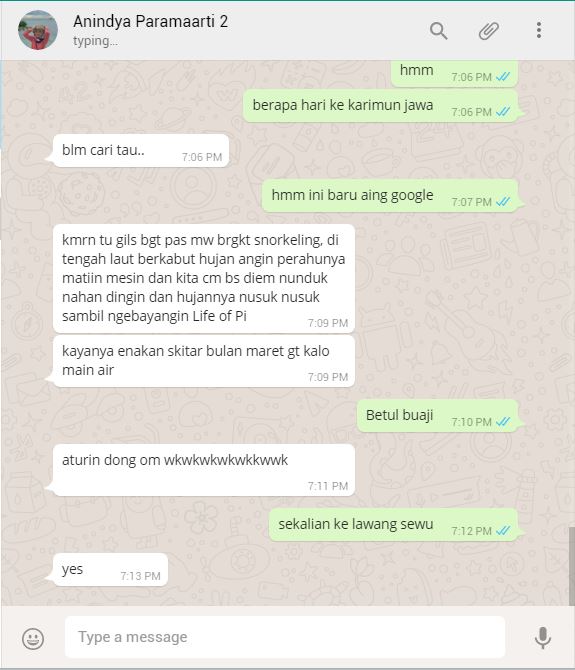 Anindya Paramaarti 2
typing...
hmm
7:06 PM
berapa hari ke karimun jawa
7:06 PM
blm cari tau..
7:06 PM
hmm ini baru aing google
7:07 PM
kmrn tu gils bgt pas mw brgkt snorkeling, di
tengah laut berkabut hujan angin perahunya
matiin mesin dan kita cm bs diem nunduk
nahan dingin dan hujannya nusuk nusuk
sambil ngebayangin Life of Pi
7:09 PM
kayanya enakan skitar bulan maret gt kalo
main air
7:09 PM
Betul buaji
7:10 PM
aturin dong om wkwkwkwkwkkwwk
7:11 PM
sekalian ke lawang sewu
7:12 PM
yes
7:13 PM
Type a message